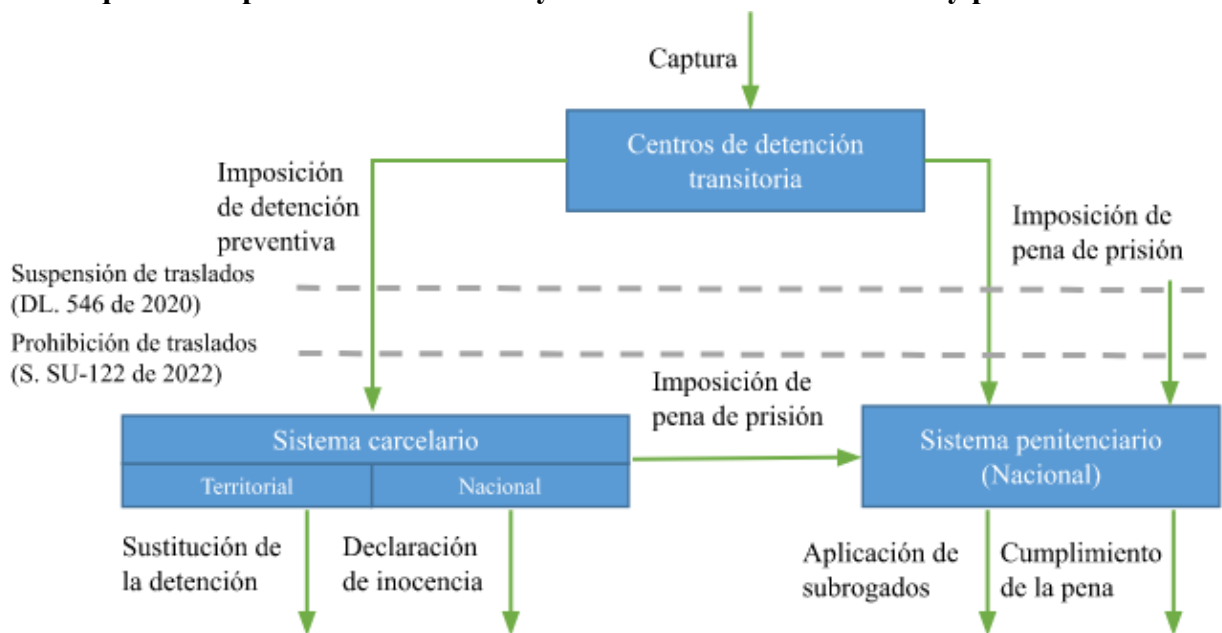 Captura
Centros de detención
transitoria
Imposición
de detención
preventiva
Imposición de
pena de prisión
Suspensión de traslados
(DL. 546 de 2020)
Prohibición de traslados
(S. SU-122 de 2022)
Imposición de
pena de prisión
Sistema carcelario
Territorial
Nacional
Sistema penitenciario
(Nacional)
Sustitución de
la detención
Declaración
de inocencia
Aplicación de
subrogados
Cumplimiento
de la pena